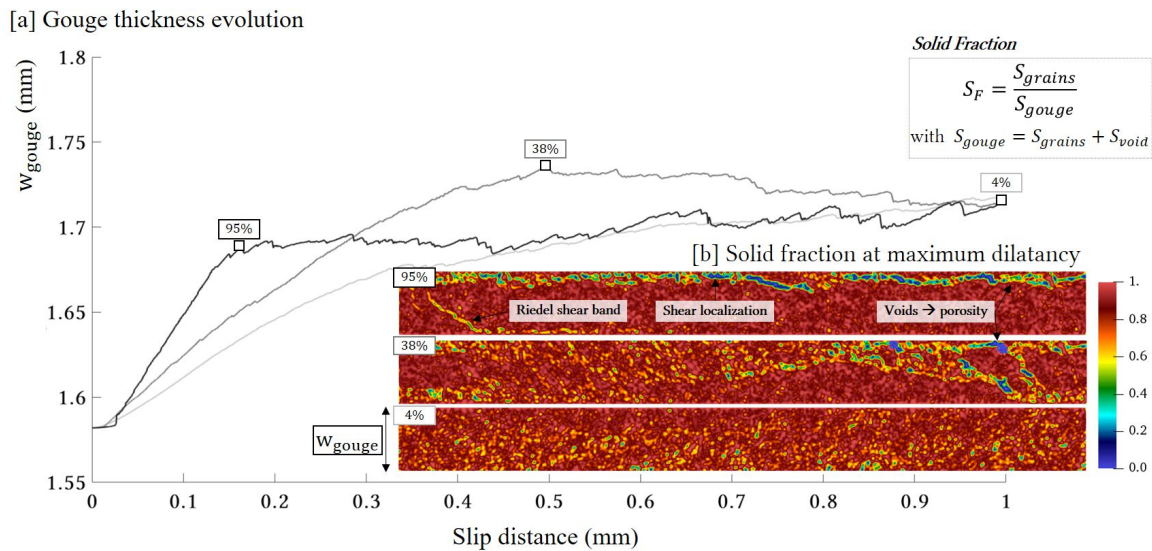 [a] Gouge thickness evolution
Solid Fraction
S_F = S_grains / S_gouge
with S_gouge = S_grains + S_void
w_gouge (mm)
1.8
1.75
1.7
1.65
1.6
1.55
95%
38%
4%
[b] Solid fraction at maximum dilatancy
95%
Riedel shear band
Shear localization
Voids → porosity
38%
4%
w_gouge
1
0.8
0.6
0.4
0.2
0.0
0
0.1
0.2
0.3
0.4
0.5
0.6
0.7
0.8
0.9
1
Slip distance (mm)